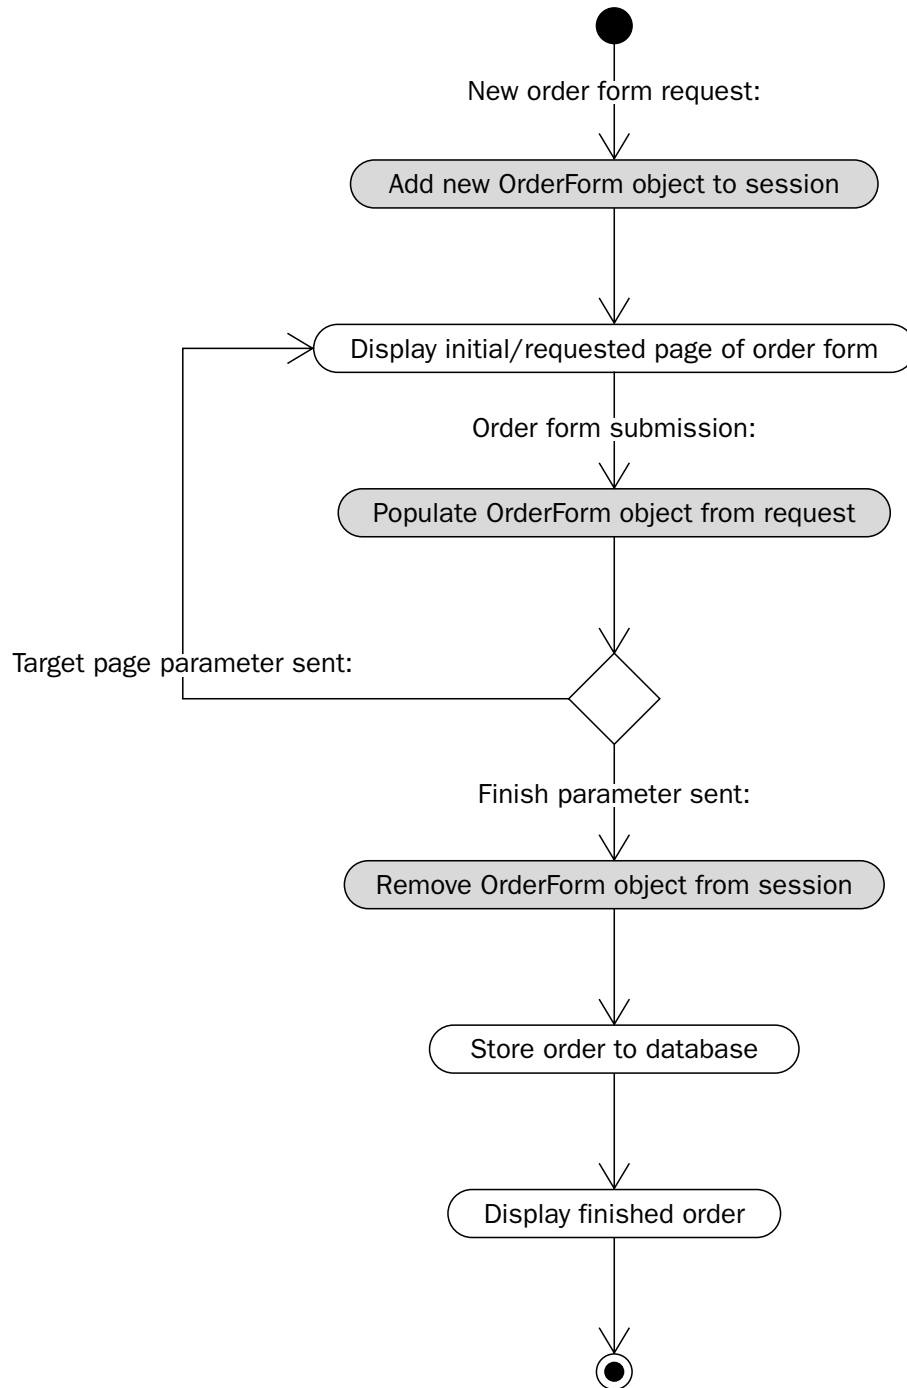 New order form request:
Add new OrderForm object to session
Display initial/requested page of order form
Order form submission:
Populate OrderForm object from request
Target page parameter sent:
Finish parameter sent:
Remove OrderForm object from session
Store order to database
Display finished order